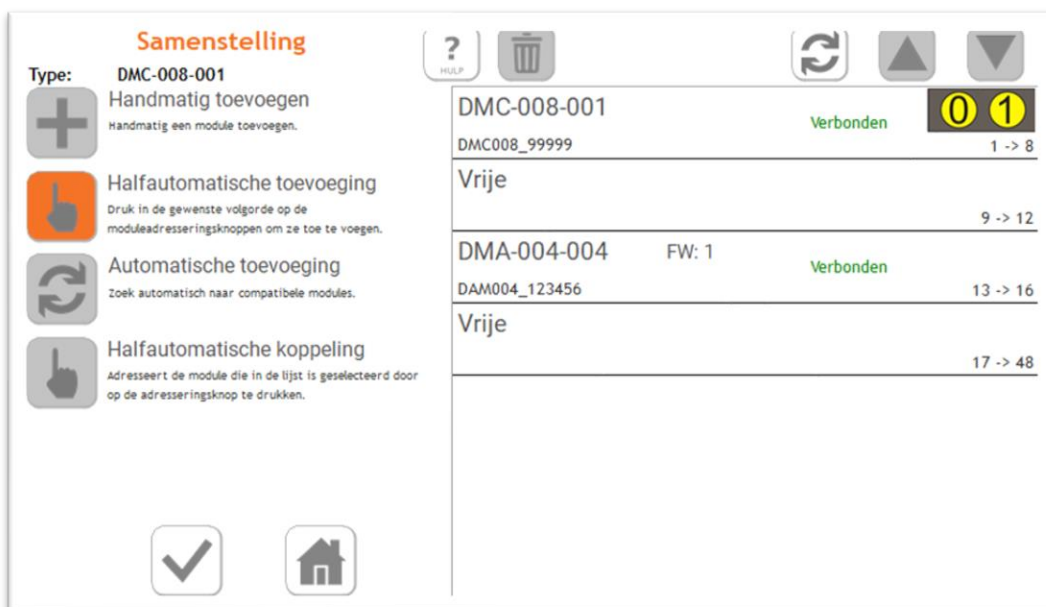 Samenstelling
Type: DMC-008-001
Handmatig toevoegen
Handmatig een module toevoegen.
Halfautomatische toevoeging
Druk in de gewenste volgorde op de
moduleadresseringsknoppen om ze toe te voegen.
Automatische toevoeging
Zoek automatisch naar compatibele modules.
Halfautomatische koppeling
Adresseert de module die in de lijst is geselecteerd door
op de adresseringsknop te drukken.
?
HULP
DMC-008-001
Verbonden
0 1
DMC008_99999
1 -> 8
Vrije
9 -> 12
DMA-004-004 FW: 1
Verbonden
DAM004_123456
13 -> 16
Vrije
17 -> 48